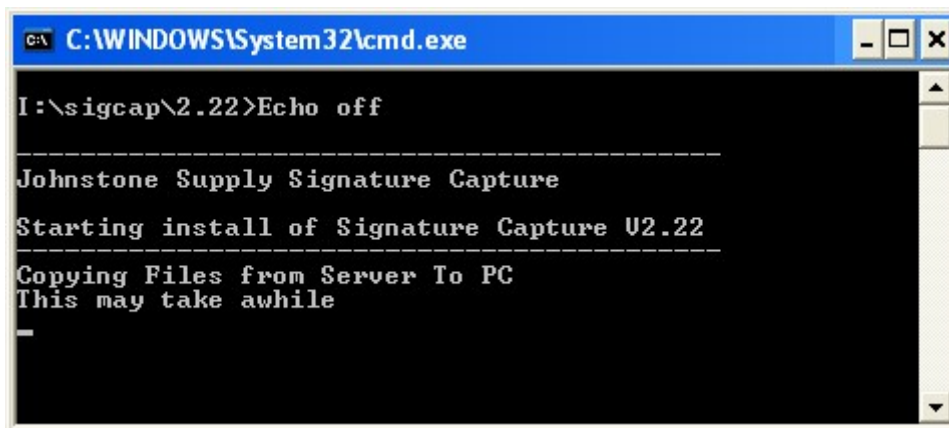 C:\WINDOWS\System32\cmd.exe
I:\sigcap\2.22>Echo off
Johnstone Supply Signature Capture
Starting install of Signature Capture V2.22
Copying Files from Server To PC
This may take awhile